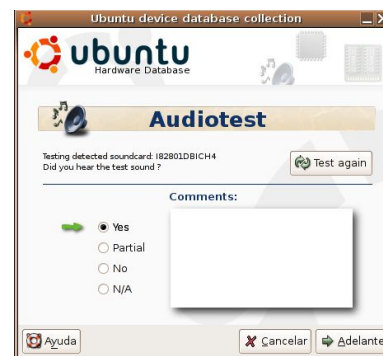 Ubuntu device database collection
ubuntu
Hardware Database
Audiotest
Testing detected soundcard: I82801DBICH4
Did you hear the test sound ?
Test again
Comments:
Yes
Partial
No
N/A
Ayuda
Cancelar
Adelante